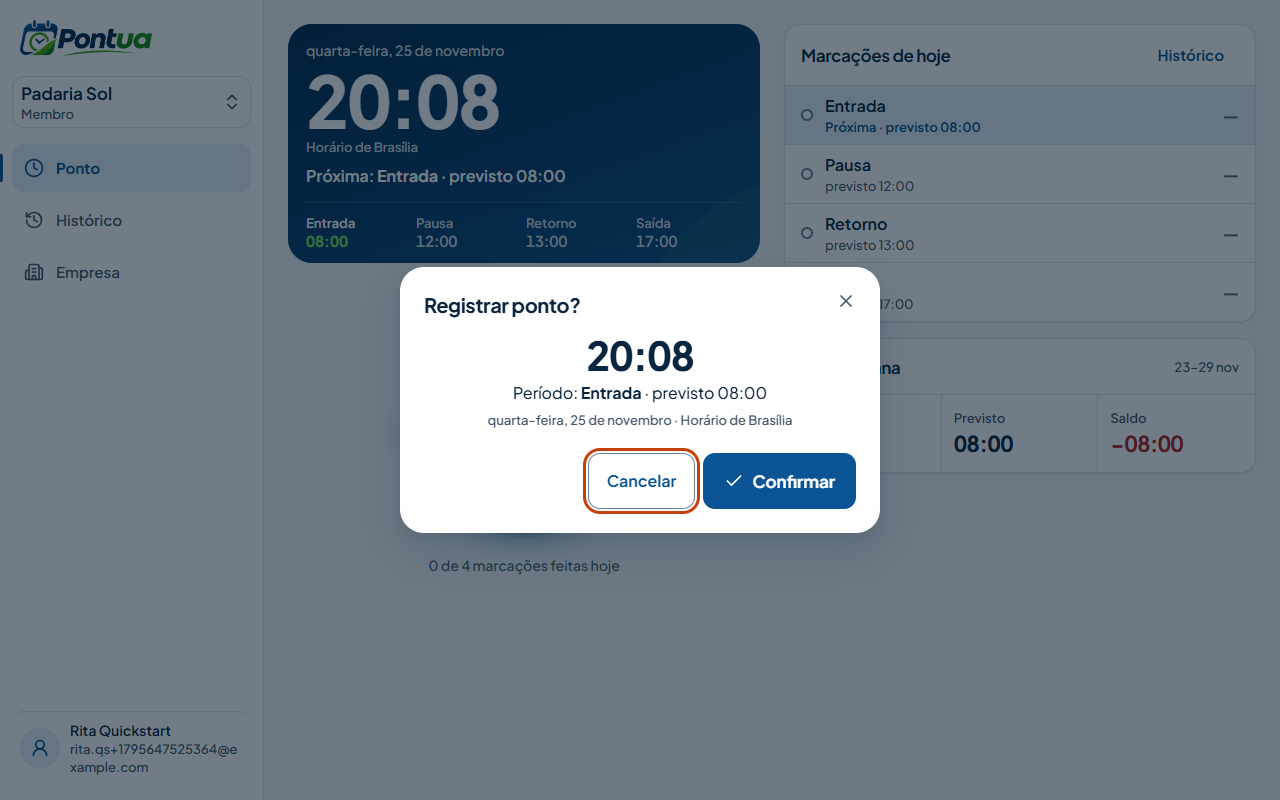 Pontua
Padaria Sol
Membro
Ponto
Histórico
Empresa
Rita Quickstart
rita.qs+1795647525364@e
xample.com
quarta-feira, 25 de novembro
20:08
Horário de Brasília
Próxima: Entrada · previsto 08:00
Entrada Pausa Retorno Saída
08:00 12:00 13:00 17:00
Marcações de hoje Histórico
Entrada
Próxima · previsto 08:00 —
Pausa
previsto 12:00 —
Retorno
previsto 13:00 —
17:00 —
23–29 nov
Previsto Saldo
08:00 −08:00
Registrar ponto?
20:08
Período: Entrada · previsto 08:00
quarta-feira, 25 de novembro · Horário de Brasília
Cancelar Confirmar
0 de 4 marcações feitas hoje